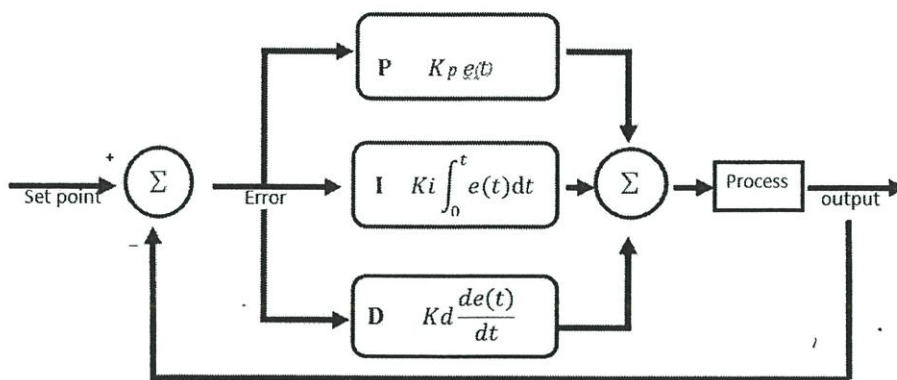 P Kp e(t)
+
Σ
Set point
−
Error
I Ki ∫₀ᵗ e(t)dt
Σ
Process
output
D Kd de(t)/dt